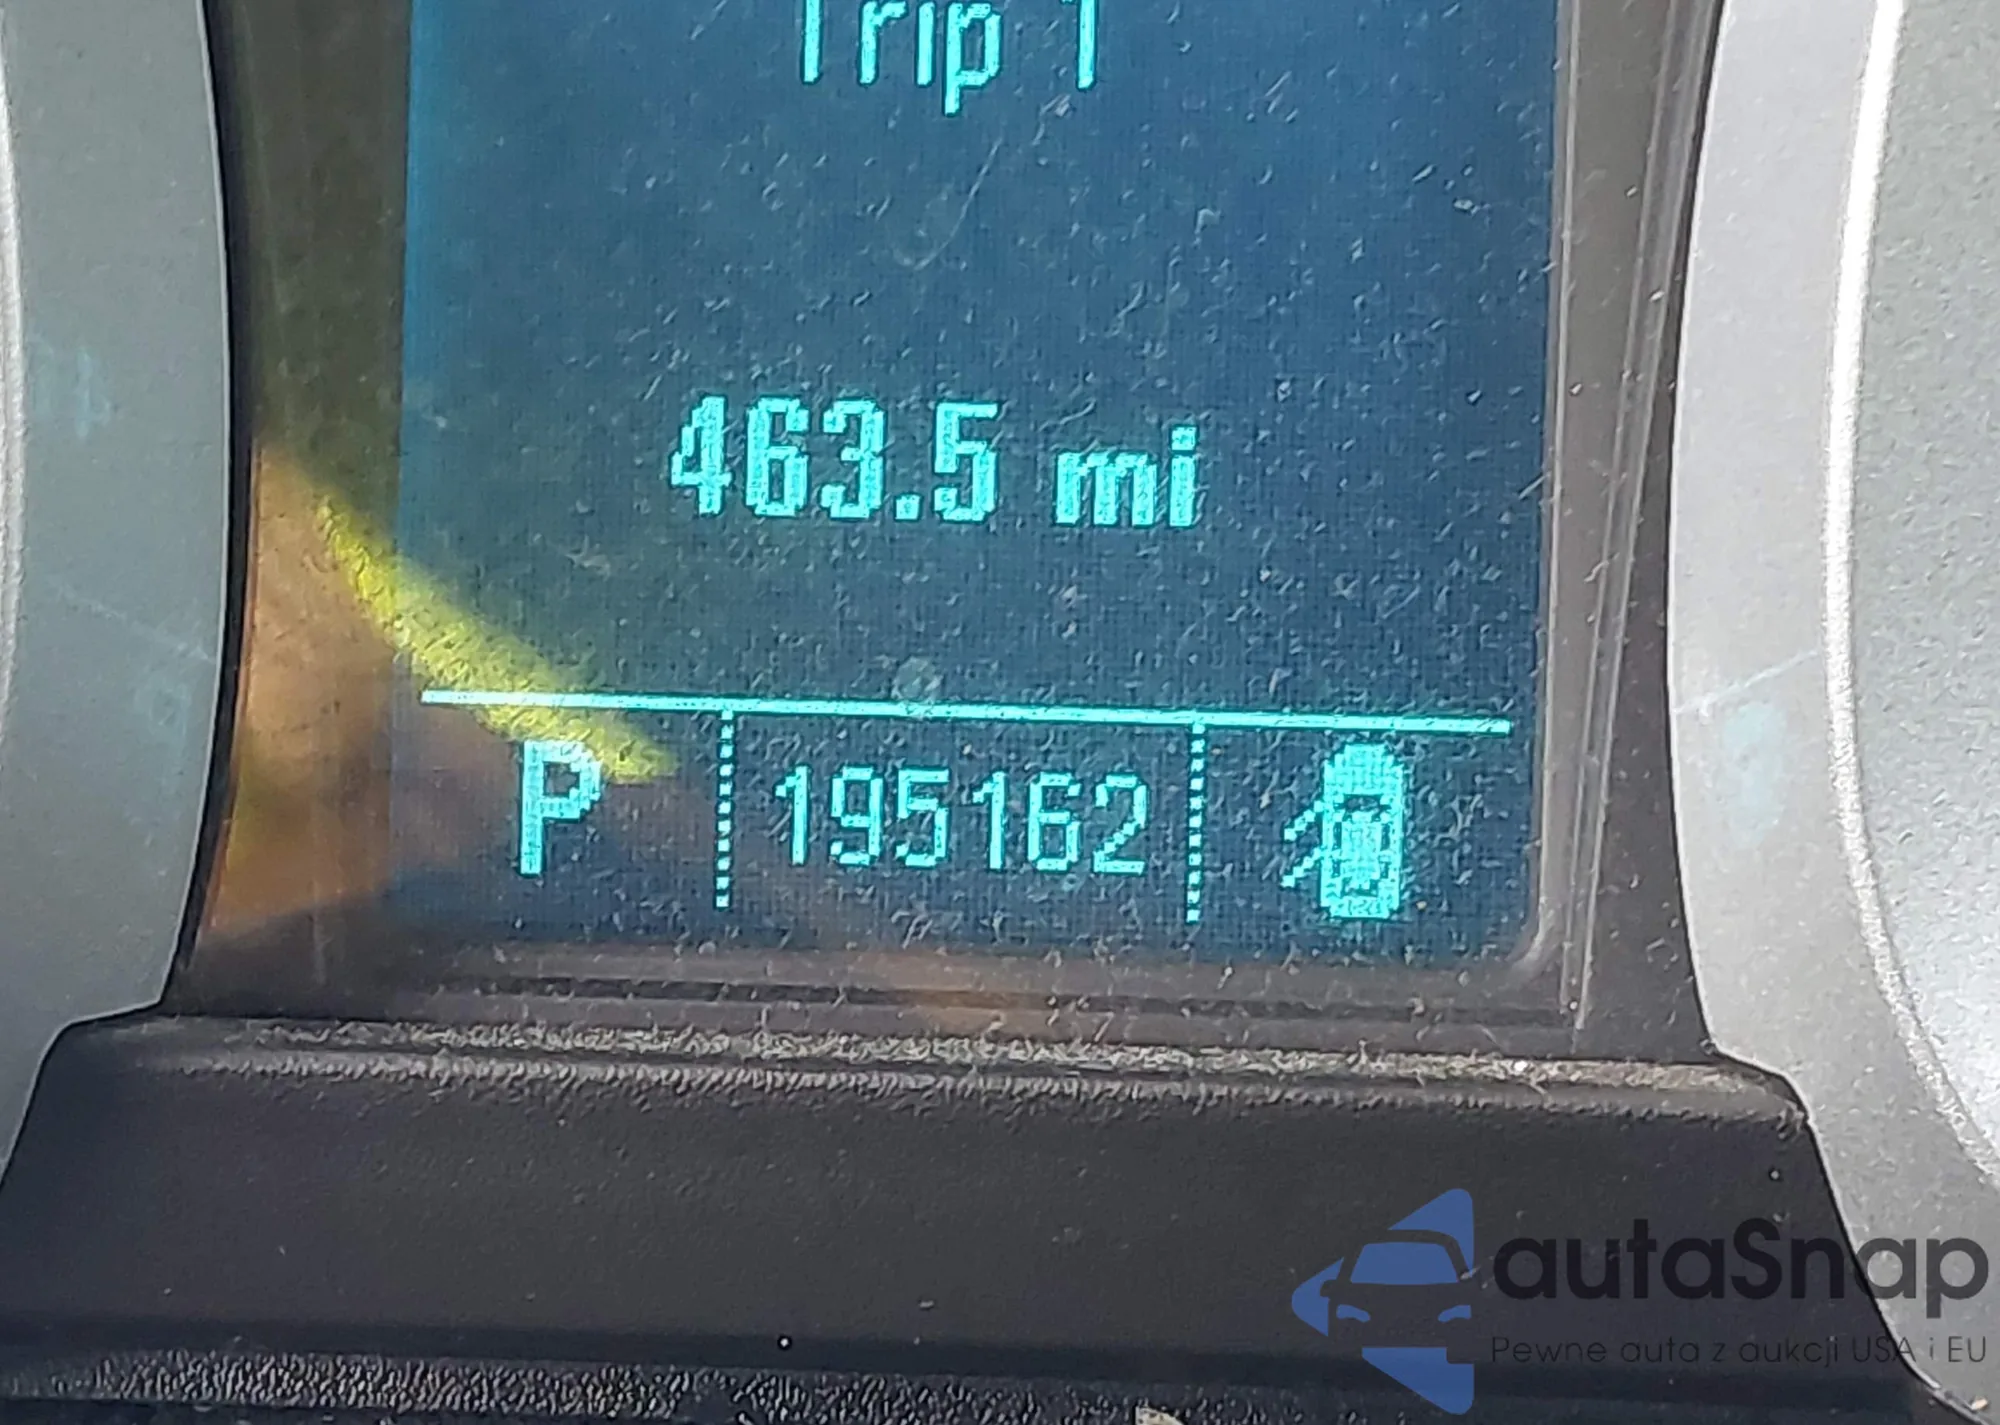 Trip 1
463.5 mi
P 195162
autaSnap
Pewne auta z aukcji USA i EU